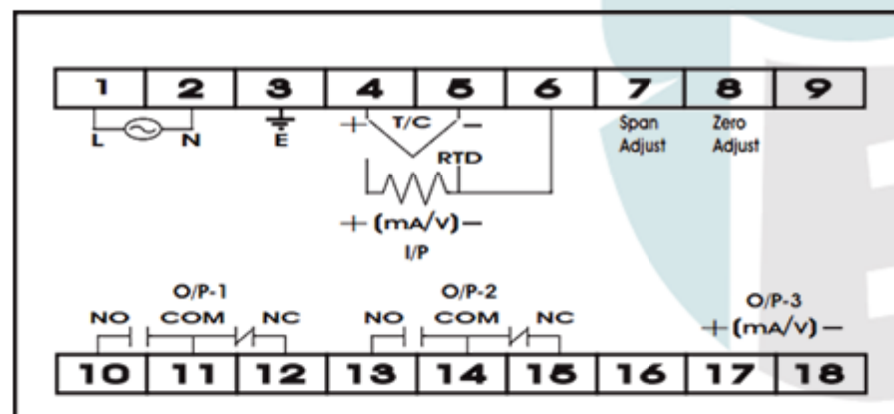 1 2 3 4 5 6 7 8 9
L N E + T/C − Span Adjust Zero Adjust
RTD
+ (mA/V) −
I/P
O/P-1 O/P-2 O/P-3
NO COM NC NO COM NC + (mA/V) −
10 11 12 13 14 15 16 17 18